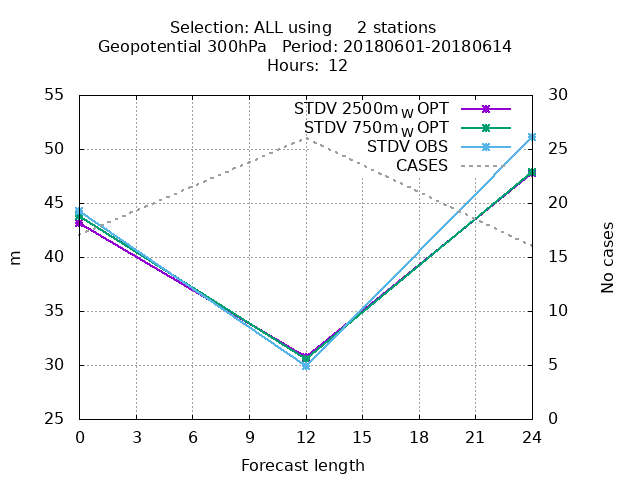 Selection: ALL using     2 stations
Geopotential 300hPa   Period: 20180601-20180614
Hours:  12
STDV 2500m_W OPT
STDV 750m_W OPT
STDV OBS
CASES
55
50
45
40
35
30
25
30
25
20
15
10
5
0
m
No cases
0 3 6 9 12 15 18 21 24
Forecast length